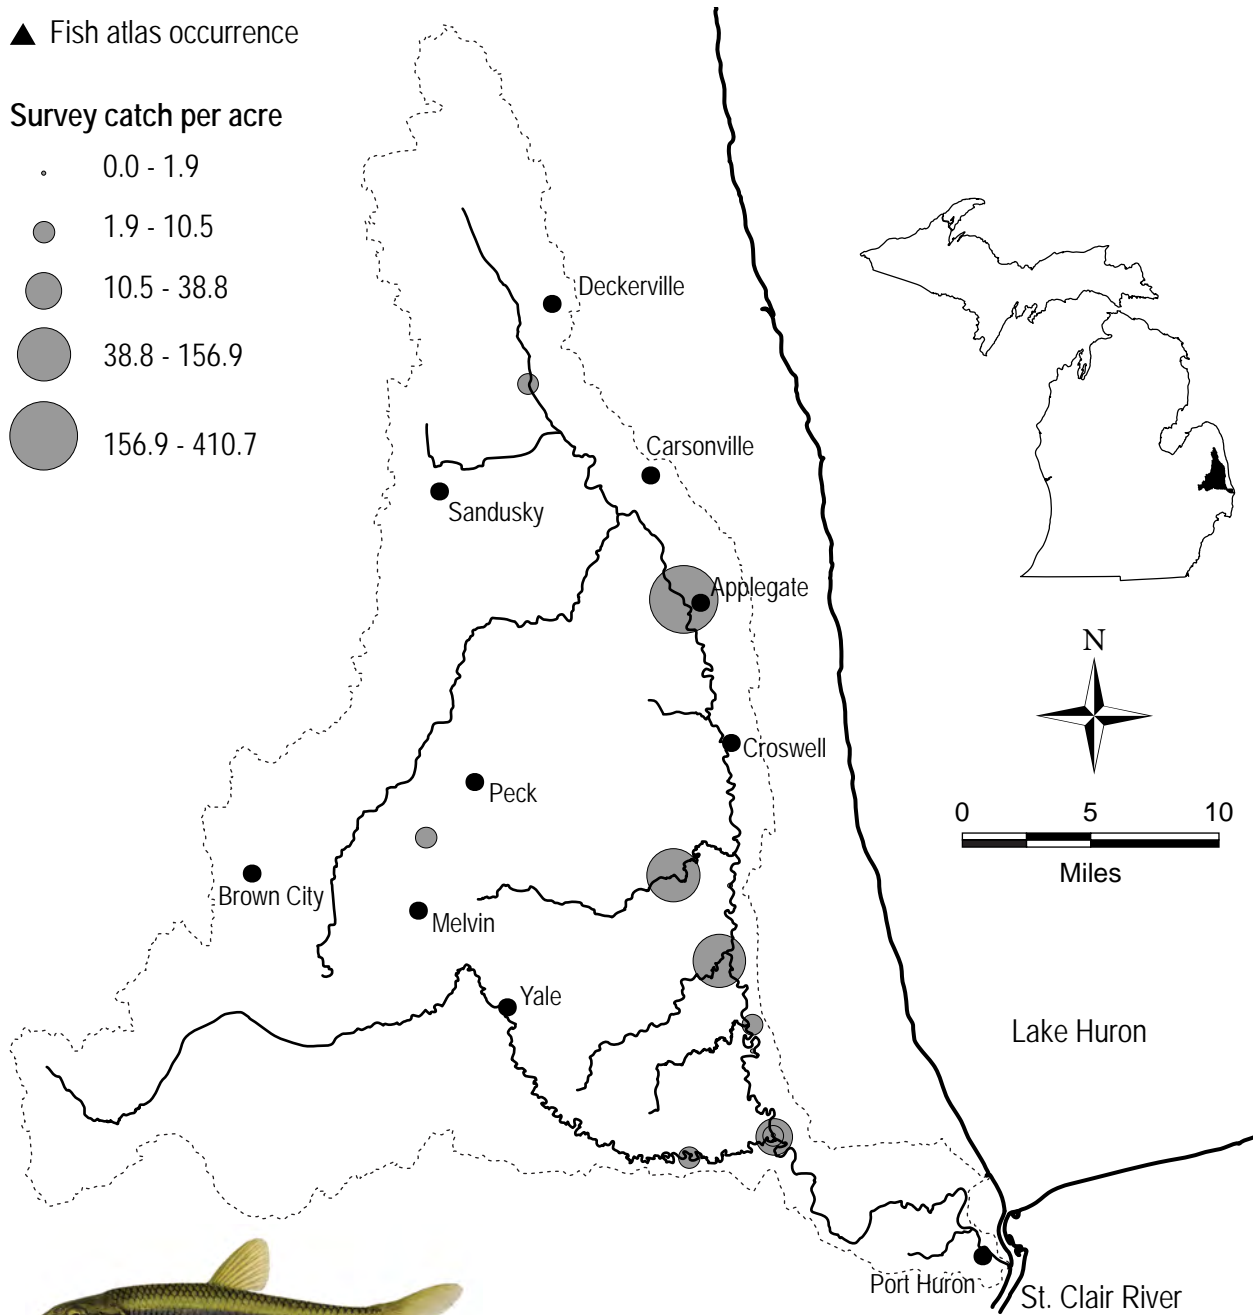 Fish atlas occurrence
Survey catch per acre
0.0 - 1.9
1.9 - 10.5
10.5 - 38.8
38.8 - 156.9
156.9 - 410.7
Deckerville
Carsonville
Sandusky
Applegate
N
Croswell
Peck
0 5 10
Miles
Brown City
Melvin
Yale
Lake Huron
Port Huron
St. Clair River